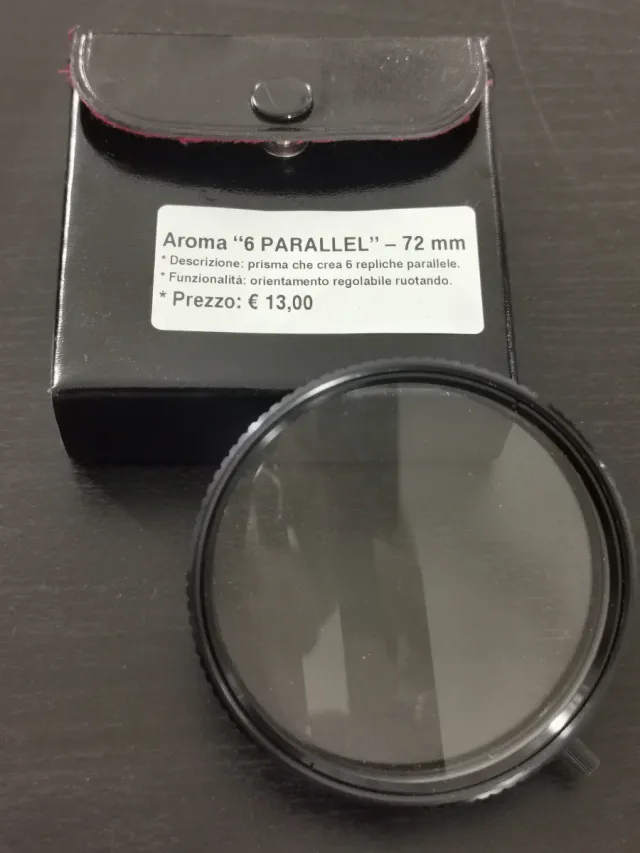 Aroma “6 PARALLEL” – 72 mm
* Descrizione: prisma che crea 6 repliche parallele.
* Funzionalità: orientamento regolabile ruotando.
* Prezzo: € 13,00